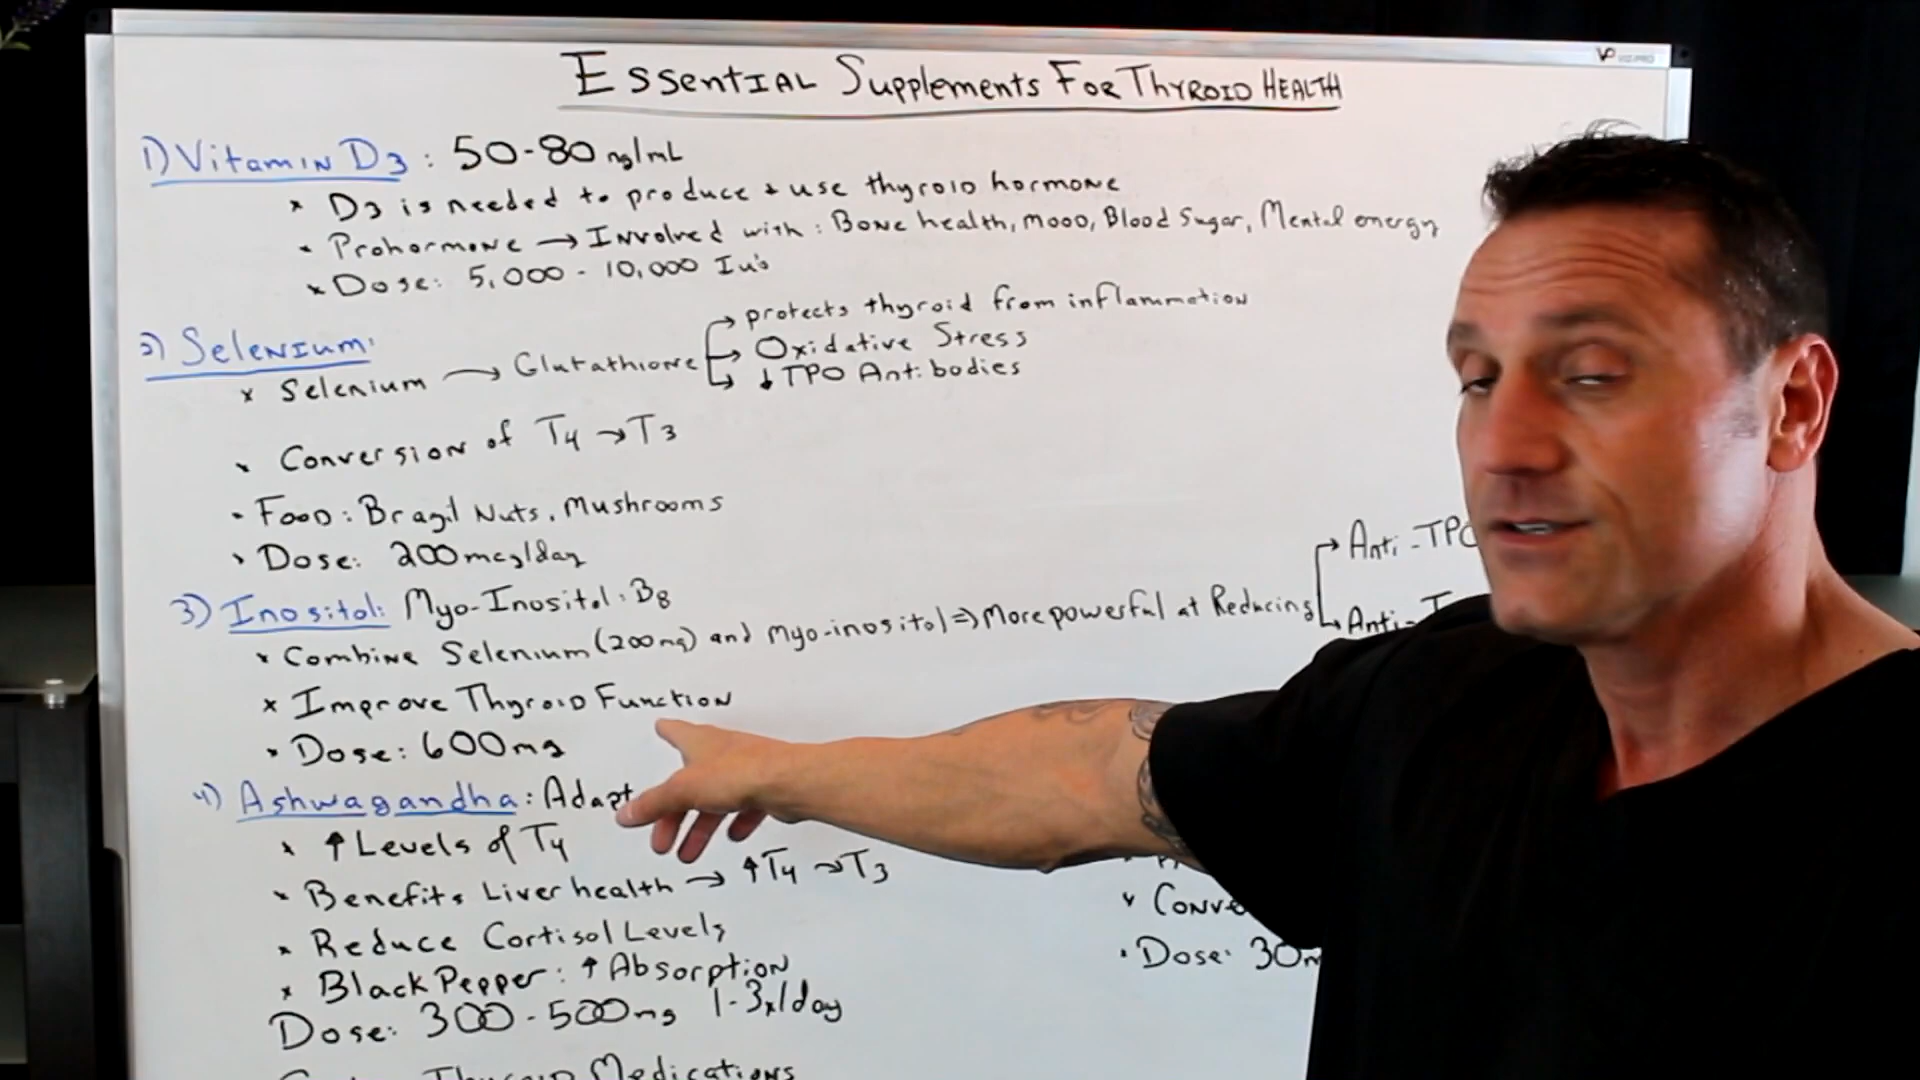 Essential Supplements For Thyroid Health
1) Vitamin D3: 50-80 ng/mL
* D3 is needed to produce + use thyroid hormone
* Prohormone → Involved with: Bone health, mood, Blood Sugar, Mental energy
* Dose: 5,000 - 10,000 Iu's
2) Selenium:
→ protects thyroid from inflammation
* Selenium → Glutathione → Oxidative Stress
→ ↓ TPO Antibodies
* Conversion of T4 → T3
* Food: Brazil Nuts, Mushrooms
* Dose: 200mcg/day
3) Inositol: Myo-Inositol: B8
* Combine Selenium (200mg) and Myo-inositol => More powerful at Reducing
→ Anti-TPO
→ Anti-T
* Improve Thyroid Function
* Dose: 600mg
4) Ashwagandha: Adapt
* ↑ Levels of T4
* Benefits Liver health → ↑T4 → T3
* Reduce Cortisol Levels
* Black Pepper: ↑ Absorption
Dose: 300-500mg 1-3x/day
Thyroid Medications
* Conve
* Dose: 30m